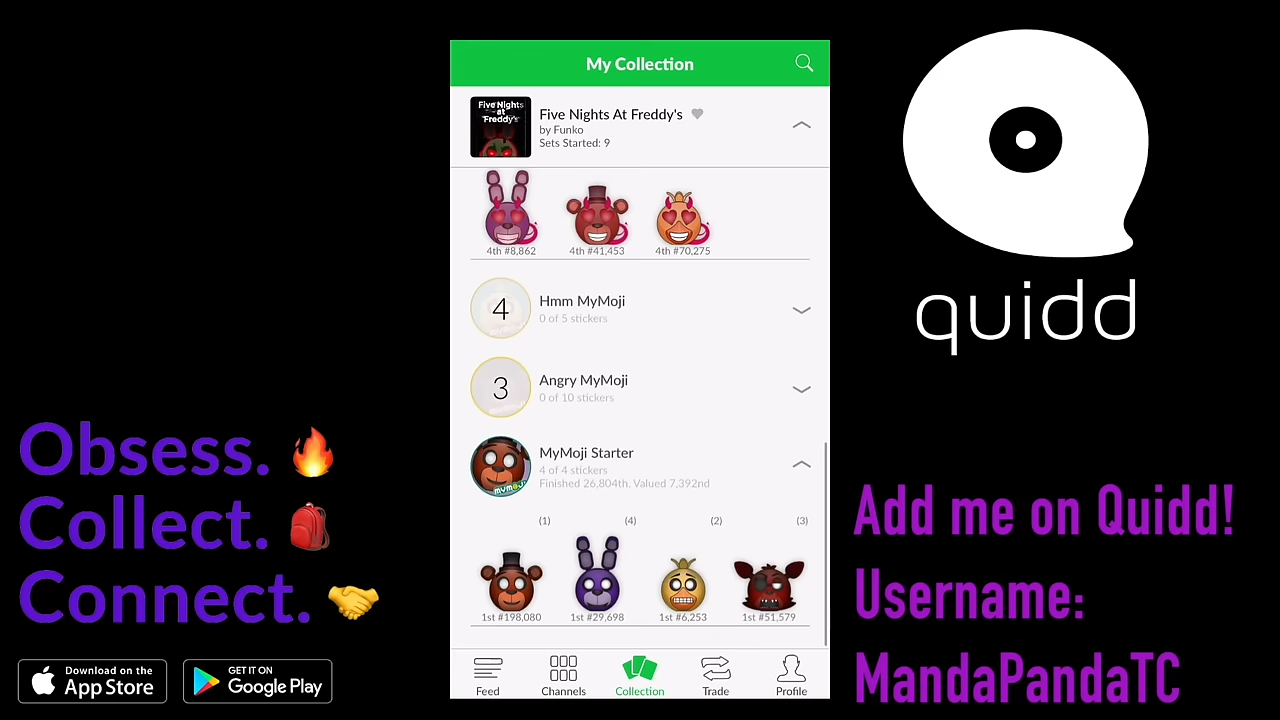 My Collection
Five Nights
at
Freddy's
Five Nights At Freddy's
by Funko
Sets Started: 9
4th #8,862
4th #41,453
4th #70,275
4
Hmm MyMoji
0 of 5 stickers
3
Angry MyMoji
0 of 10 stickers
MYMOJI
MyMoji Starter
4 of 4 stickers
Finished 26,804th. Valued 7,392nd
(1)
(4)
(2)
(3)
1st #198,080
1st #29,698
1st #6,253
1st #51,579
Feed
Channels
Collection
Trade
Profile
Obsess.
Collect.
Connect.
Download on the
App Store
GET IT ON
Google Play
quidd
Add me on Quidd!
Username:
MandaPandaTC